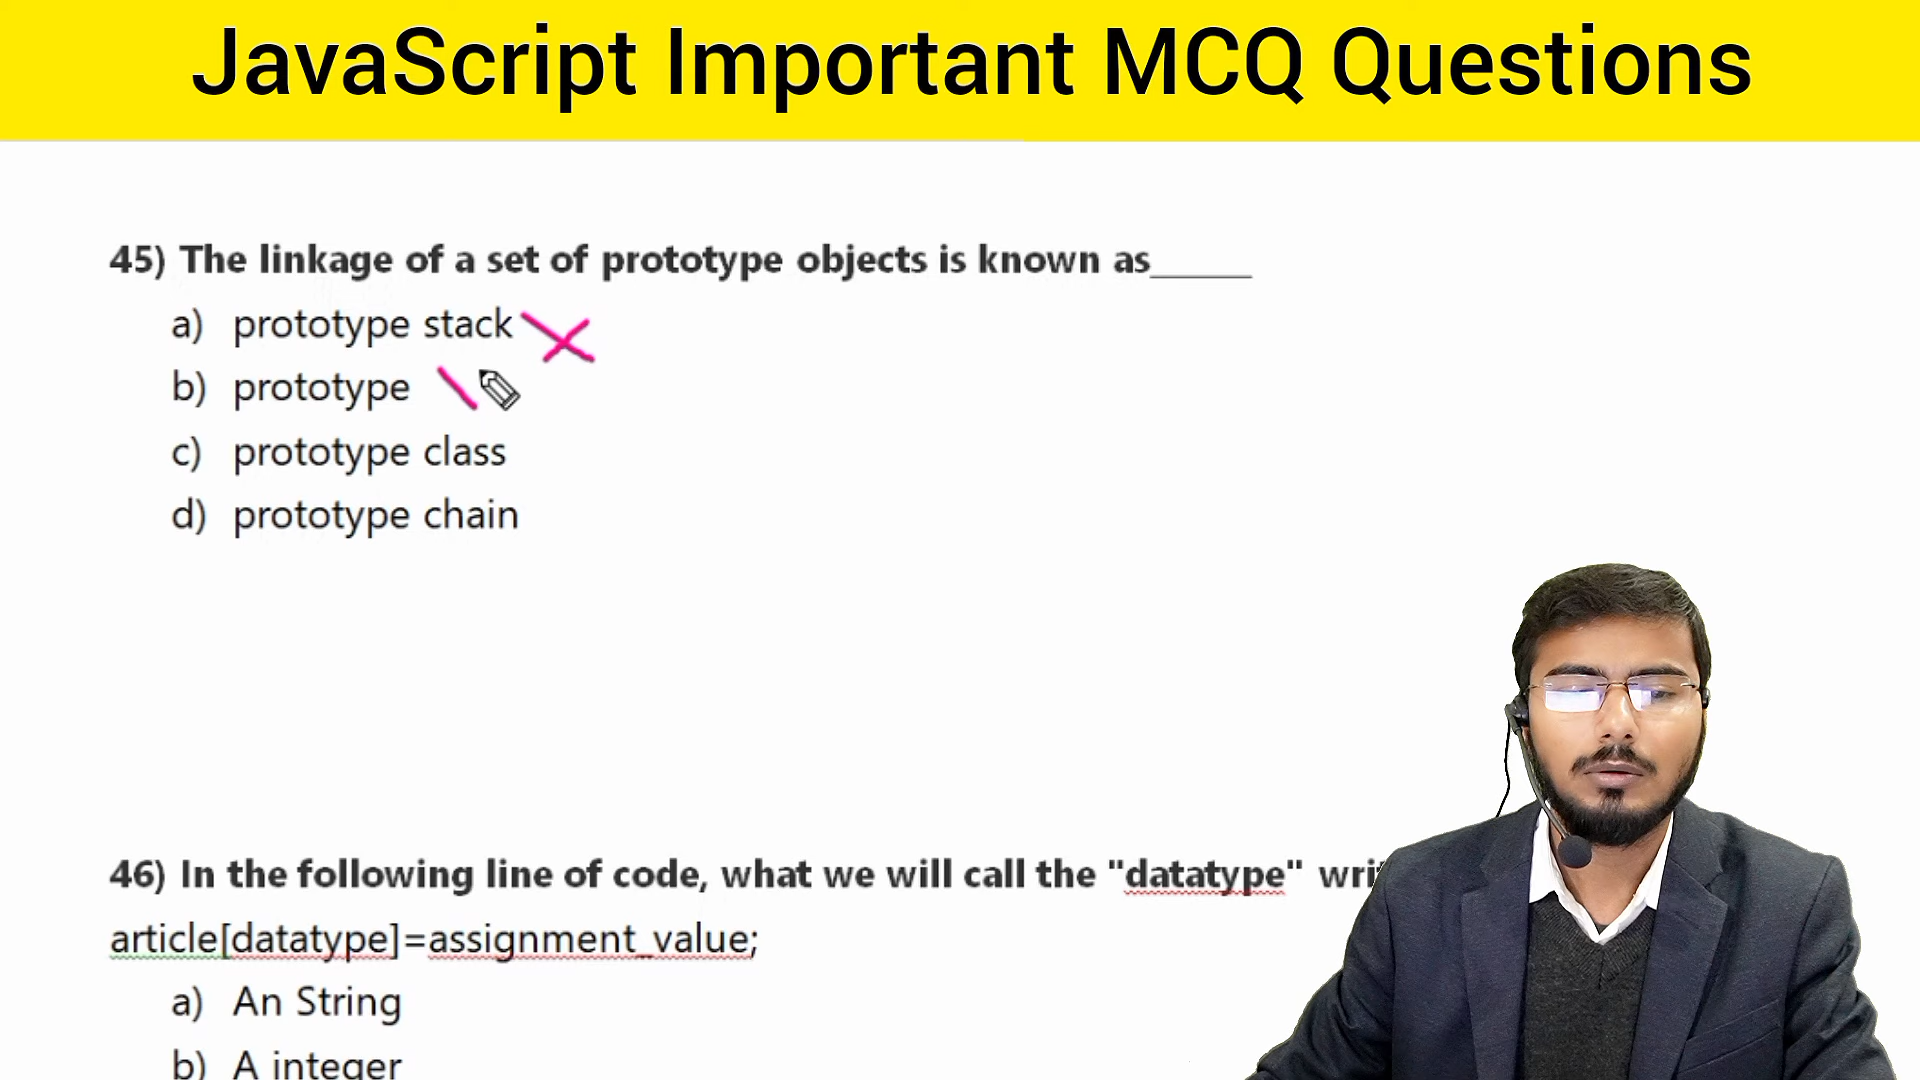 JavaScript Important MCQ Questions
45) The linkage of a set of prototype objects is known as_____
a) prototype stack
b) prototype
c) prototype class
d) prototype chain
46) In the following line of code, what we will call the "datatype"
article[datatype]=assignment_value;
a) An String
b) A integer